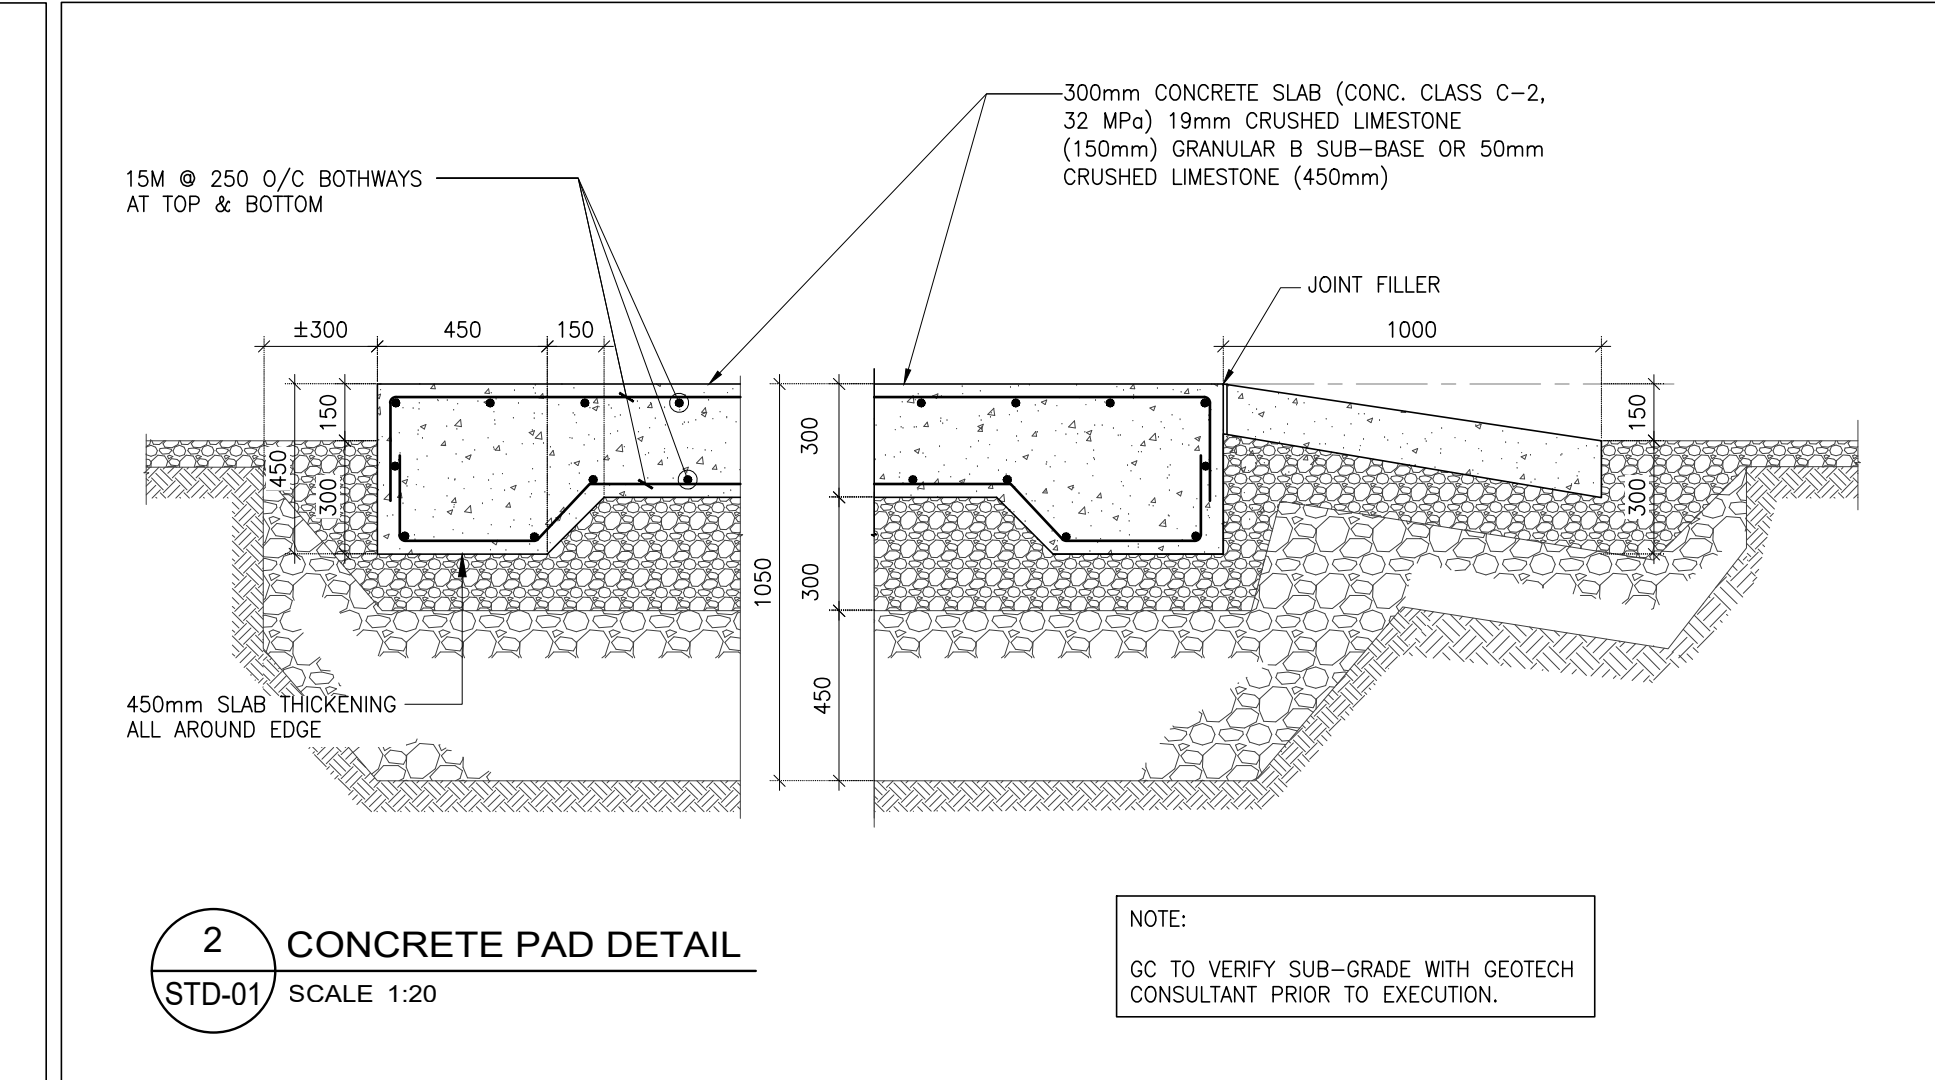 300mm CONCRETE SLAB (CONC. CLASS C-2,
32 MPa) 19mm CRUSHED LIMESTONE
(150mm) GRANULAR B SUB-BASE OR 50mm
CRUSHED LIMESTONE (450mm)
15M @ 250 O/C BOTHWAYS
AT TOP & BOTTOM
JOINT FILLER
±300
450
150
1000
150
450
300
300
1050
300
450
150
300
450mm SLAB THICKENING
ALL AROUND EDGE
2
STD-01
CONCRETE PAD DETAIL
SCALE 1:20
NOTE:
GC TO VERIFY SUB-GRADE WITH GEOTECH
CONSULTANT PRIOR TO EXECUTION.